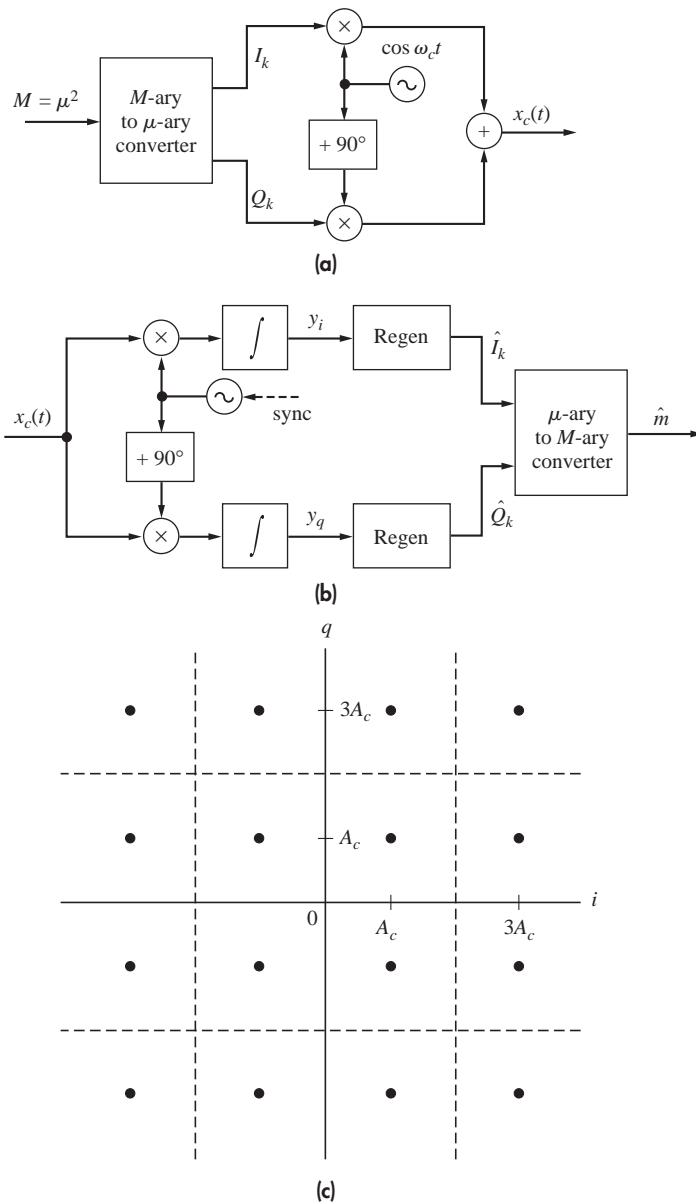 I_k
cos ω_c t
M = μ²
M-ary
to μ-ary
converter
+ 90°
+
x_c(t)
Q_k
×
×
(a)
×
∫
y_i
Regen
Î_k
x_c(t)
sync
+ 90°
μ-ary
to M-ary
converter
m̂
×
∫
y_q
Regen
Q̂_k
(b)
q
3A_c
A_c
0
A_c
3A_c
i
(c)